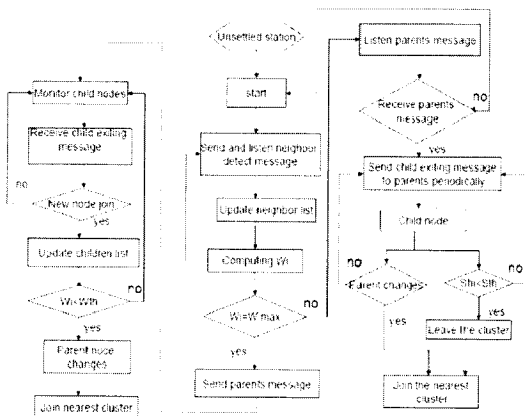 Monitor child nodes
Receive child exiting
message
no
New node join
yes
Update children list
Wi<Wth
no
yes
Parent node
changes
Join nearest cluster
Unsettled station
start
Send and listen neighbor
detect message
Update neighbor list
Computing Wi
Wi=W max
no
yes
Send parents message
Listen parents message
Receive parents
message
no
yes
Send child exiting message
to parents periodically
Child node
no
Parent changes
yes
Sth<Sth
no
yes
Leave the cluster
Join the nearest
cluster